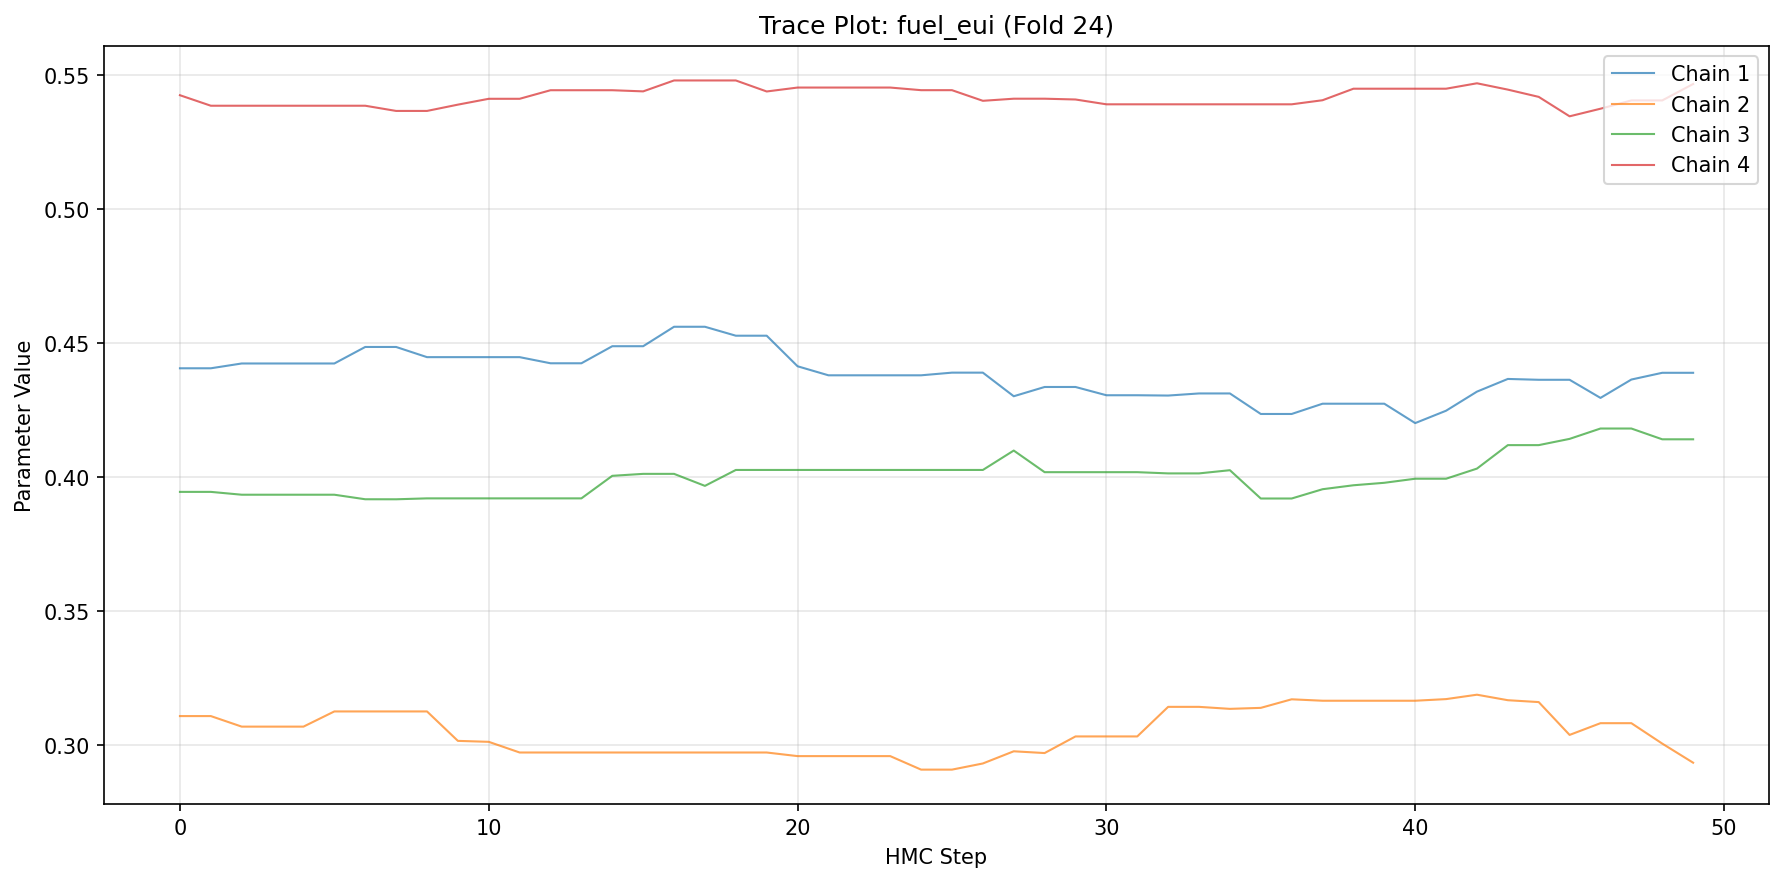 Trace Plot: fuel_eui (Fold 24)
Chain 1
Chain 2
Chain 3
Chain 4
Parameter Value
0.55
0.50
0.45
0.40
0.35
0.30
0 10 20 30 40 50
HMC Step